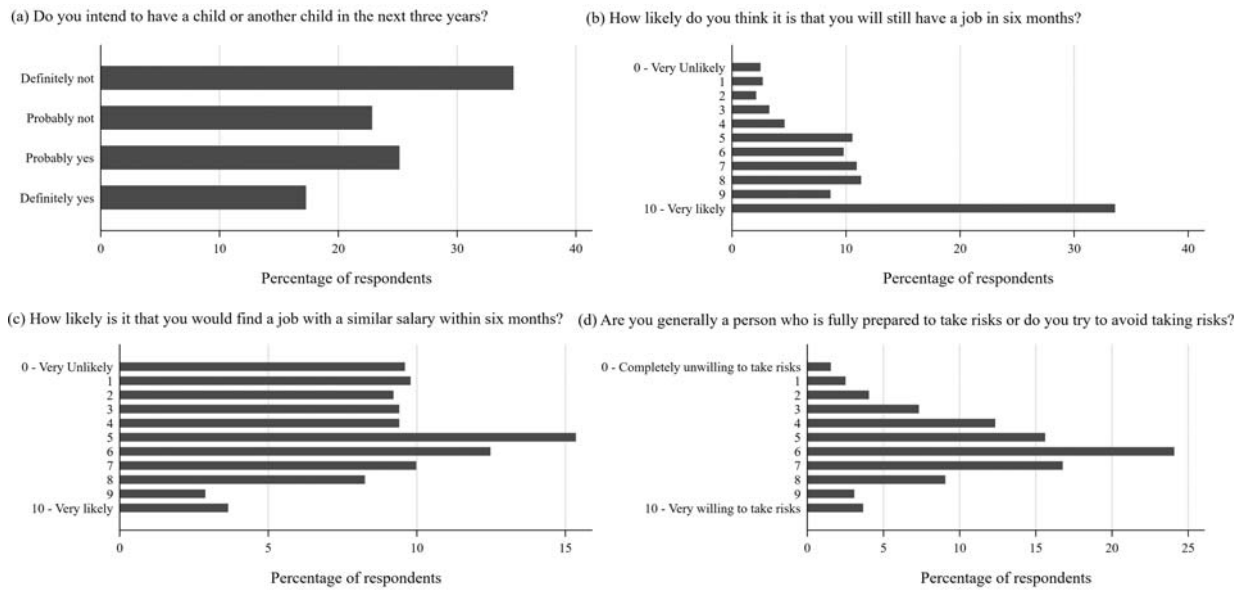 (a) Do you intend to have a child or another child in the next three years?
Definitely not
Probably not
Probably yes
Definitely yes
0 10 20 30 40
Percentage of respondents
(b) How likely do you think it is that you will still have a job in six months?
0 - Very Unlikely
1
2
3
4
5
6
7
8
9
10 - Very likely
0 10 20 30 40
Percentage of respondents
(c) How likely is it that you would find a job with a similar salary within six months?
0 - Very Unlikely
1
2
3
4
5
6
7
8
9
10 - Very likely
0 5 10 15
Percentage of respondents
(d) Are you generally a person who is fully prepared to take risks or do you try to avoid taking risks?
0 - Completely unwilling to take risks
1
2
3
4
5
6
7
8
9
10 - Very willing to take risks
0 5 10 15 20 25
Percentage of respondents